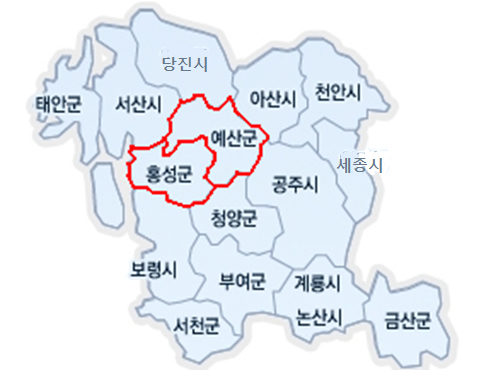 당진시
태안군
서산시
아산시
천안시
예산군
세종시
홍성군
공주시
청양군
보령시
부여군
계룡시
서천군
논산시
금산군